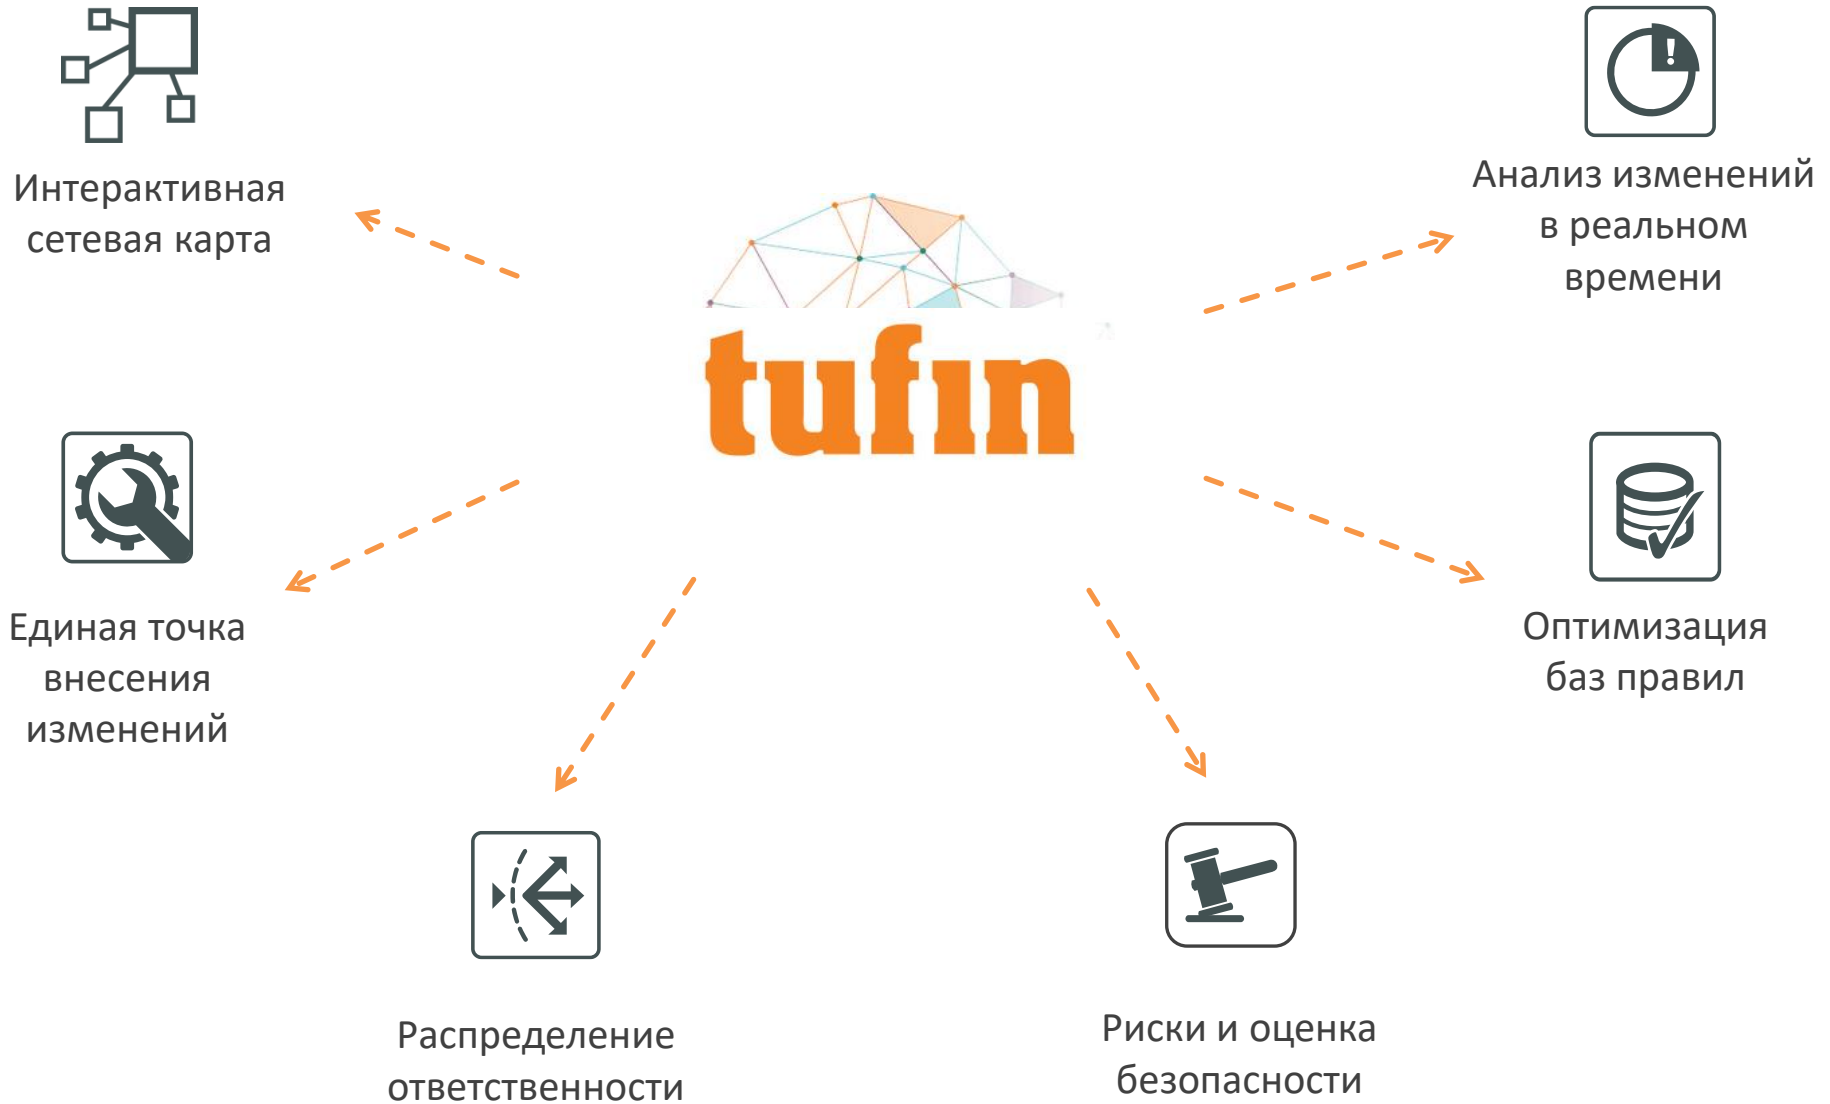 Интерактивная
сетевая карта
Анализ изменений
в реальном
времени
tufin
Единая точка
внесения
изменений
Оптимизация
баз правил
Распределение
ответственности
Риски и оценка
безопасности